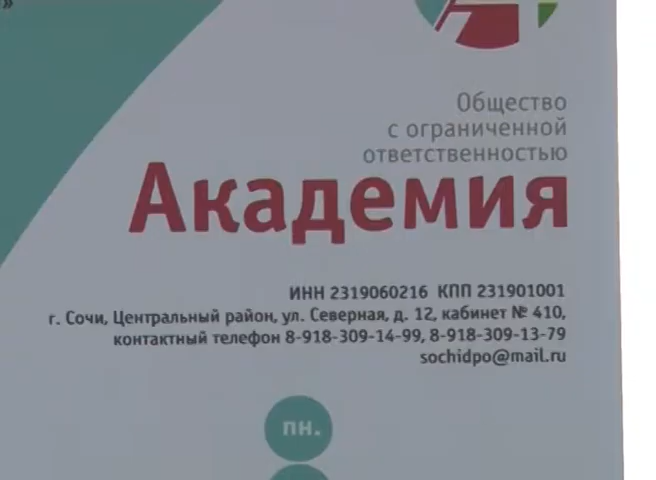 »
Общество
с ограниченной
ответственностью
Академия
ИНН 2319060216 КПП 231901001
г. Сочи, Центральный район, ул. Северная, д. 12, кабинет № 410,
контактный телефон 8-918-309-14-99, 8-918-309-13-79
sochidpo@mail.ru
пн.